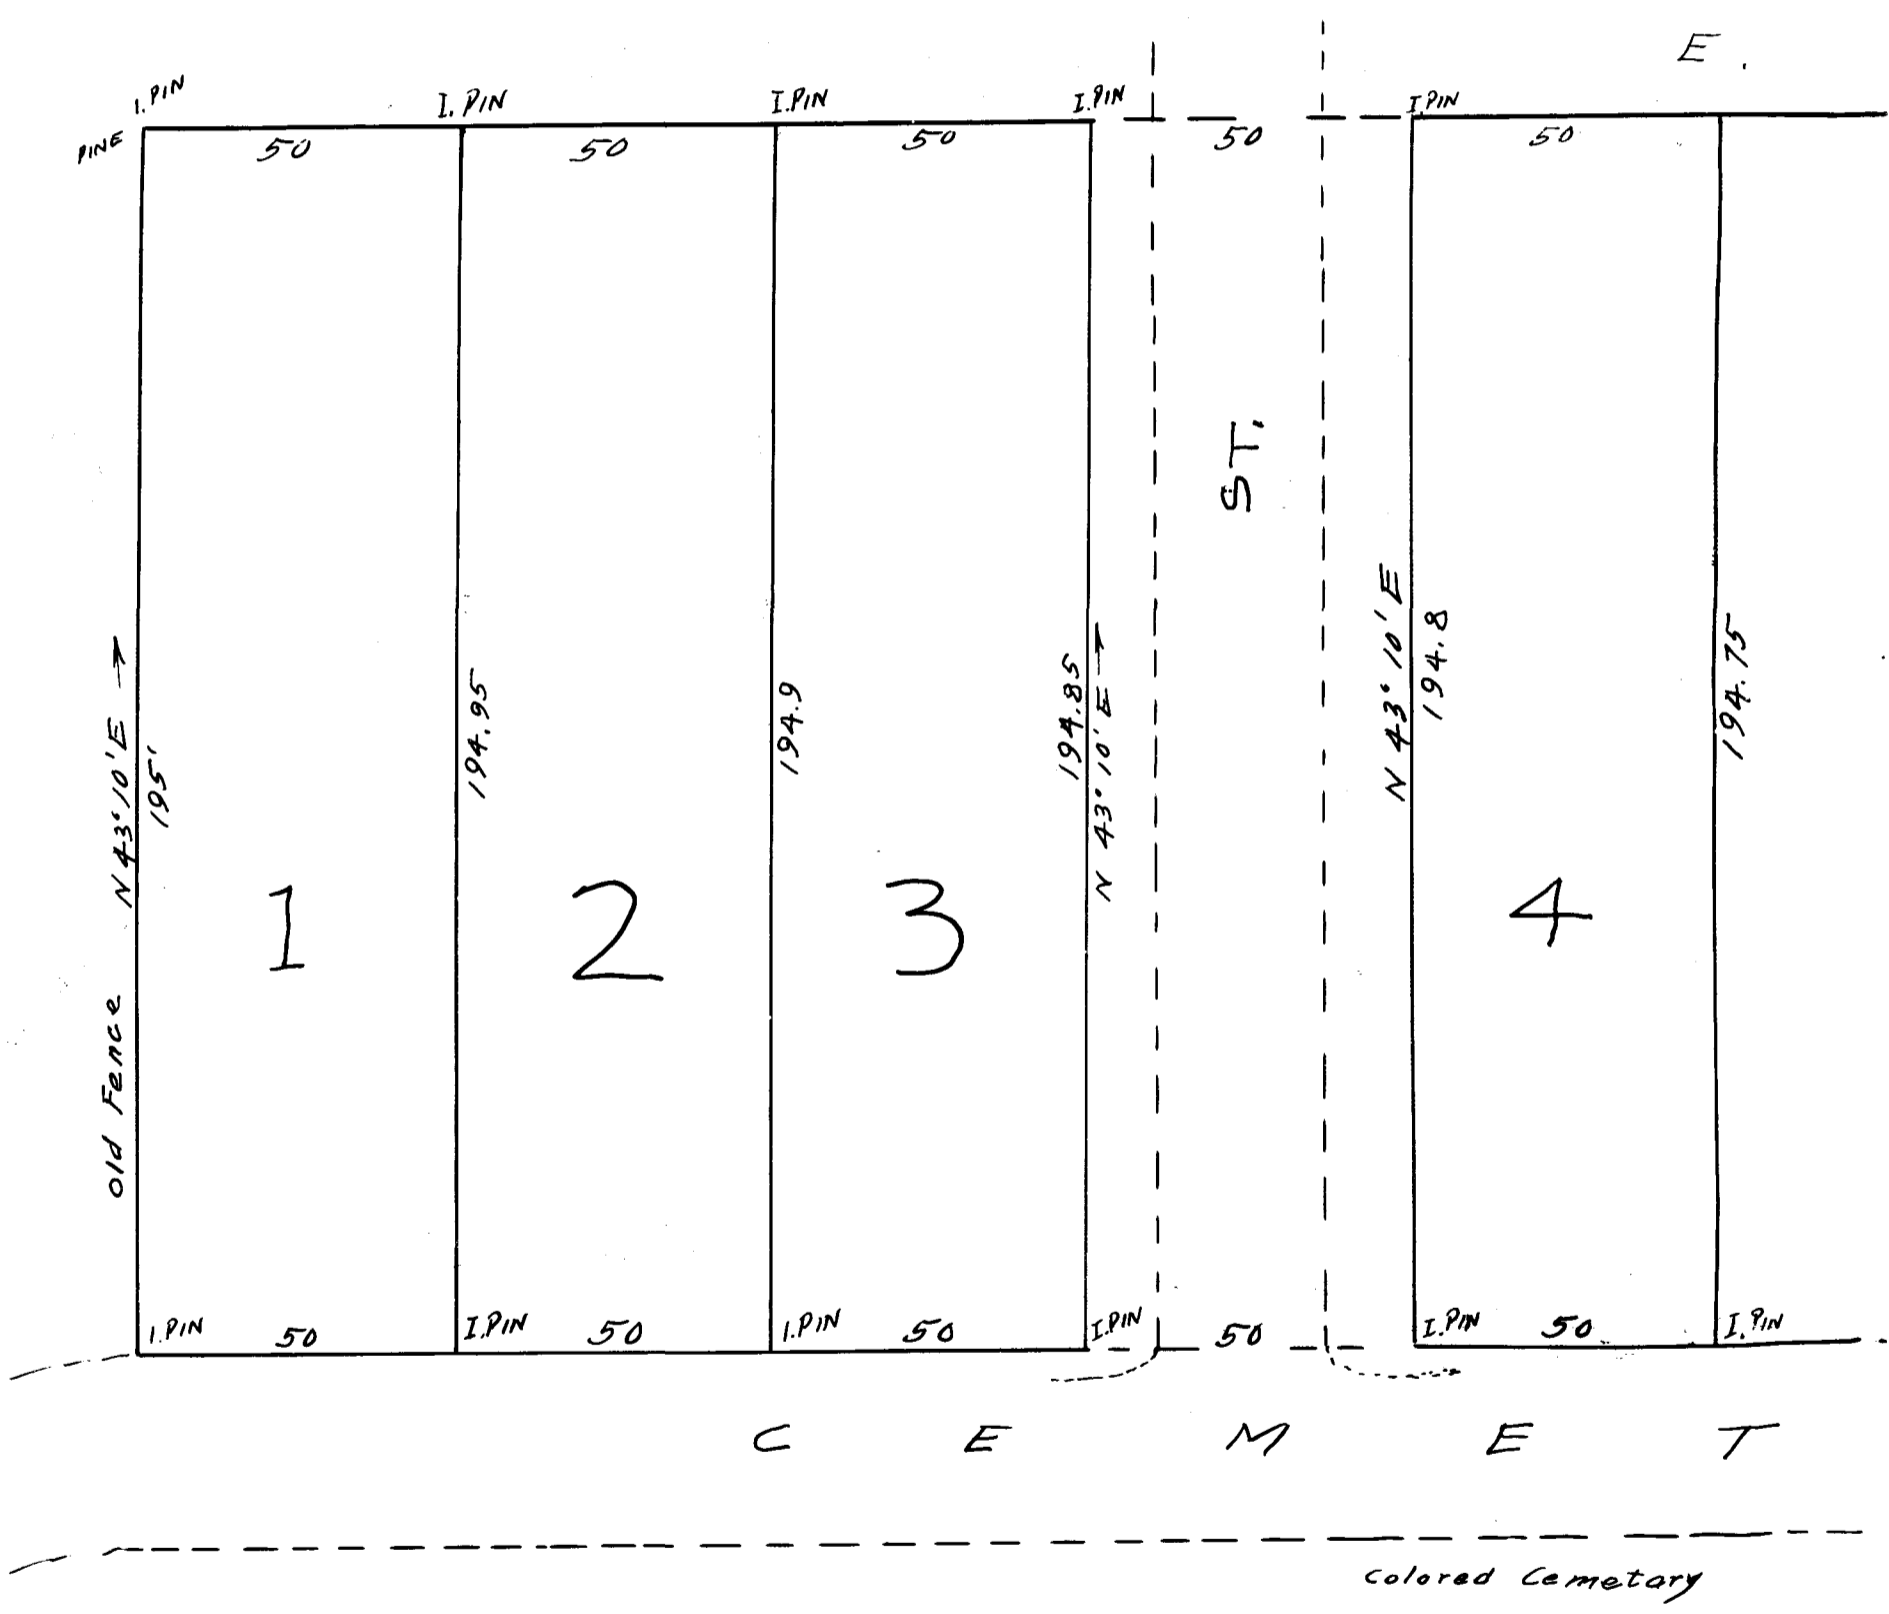 E.
I.PIN I.PIN I.PIN I.PIN I PIN
PINE 50 50 50 50 50
ST.
Old Fence N 43° 10' E →
195'
194.95
194.9
194.85
N 43° 10' E →
N 43° 10' E
194.8
194.75
1 2 3 4
I.PIN 50 I.PIN 50 I.PIN 50 I.PIN 50 I.PIN 50 I.PIN
C E M E T
Colored Cemetary